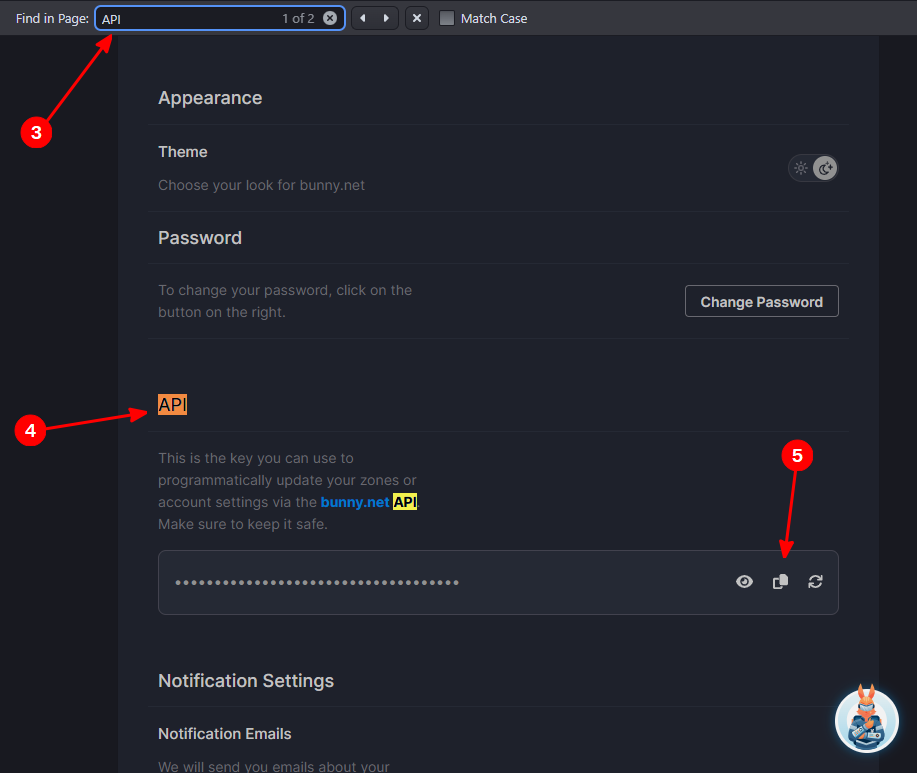 Find in Page: API 1 of 2 Match Case
3
Appearance
Theme
Choose your look for bunny.net
Password
To change your password, click on the
button on the right.
Change Password
API
4
This is the key you can use to
programmatically update your zones or
account settings via the bunny.net API
Make sure to keep it safe.
5
••••••••••••••••••••••••••••••••••••
Notification Settings
Notification Emails
We will send you emails about your